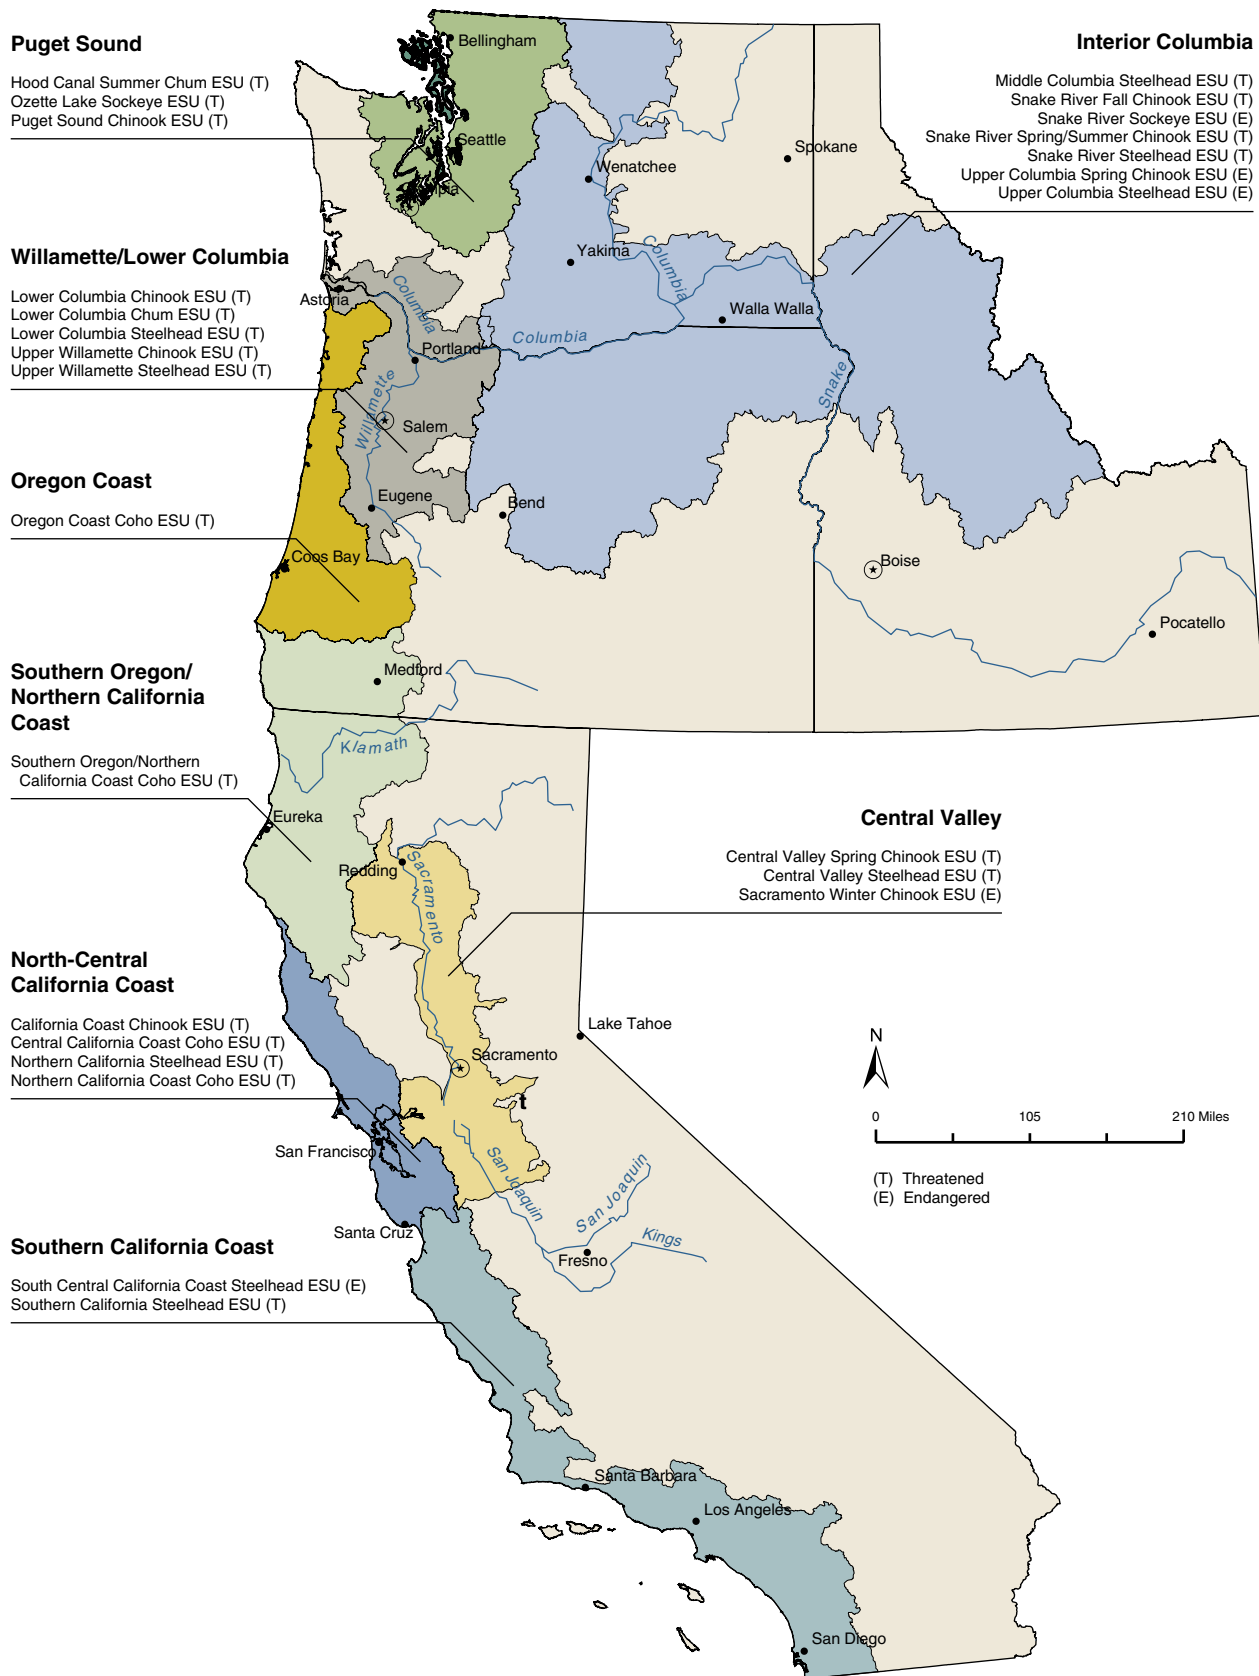 Puget Sound
Hood Canal Summer Chum ESU (T)
Ozette Lake Sockeye ESU (T)
Puget Sound Chinook ESU (T)
Willamette/Lower Columbia
Lower Columbia Chinook ESU (T)
Lower Columbia Chum ESU (T)
Lower Columbia Steelhead ESU (T)
Upper Willamette Chinook ESU (T)
Upper Willamette Steelhead ESU (T)
Oregon Coast
Oregon Coast Coho ESU (T)
Southern Oregon/
Northern California
Coast
Southern Oregon/Northern
California Coast Coho ESU (T)
North-Central
California Coast
California Coast Chinook ESU (T)
Central California Coast Coho ESU (T)
Northern California Steelhead ESU (T)
Northern California Coast Coho ESU (T)
Southern California Coast
South Central California Coast Steelhead ESU (E)
Southern California Steelhead ESU (T)
Interior Columbia
Middle Columbia Steelhead ESU (T)
Snake River Fall Chinook ESU (T)
Snake River Sockeye ESU (E)
Snake River Spring/Summer Chinook ESU (T)
Snake River Steelhead ESU (T)
Upper Columbia Spring Chinook ESU (E)
Upper Columbia Steelhead ESU (E)
Central Valley
Central Valley Spring Chinook ESU (T)
Central Valley Steelhead ESU (T)
Sacramento Winter Chinook ESU (E)
Bellingham
Seattle
Spokane
Wenatchee
Yakima
Columbia
Walla Walla
Astoria
Columbia
Columbia
Portland
Willamette
Salem
Snake
Eugene
Bend
Coos Bay
Boise
Pocatello
Medford
Klamath
Eureka
Redding
Sacramento
Lake Tahoe
Sacramento
t
San Francisco
San Joaquin
San Joaquin
Kings
Santa Cruz
Fresno
Santa Barbara
Los Angeles
San Diego
N
0 105 210 Miles
(T) Threatened
(E) Endangered